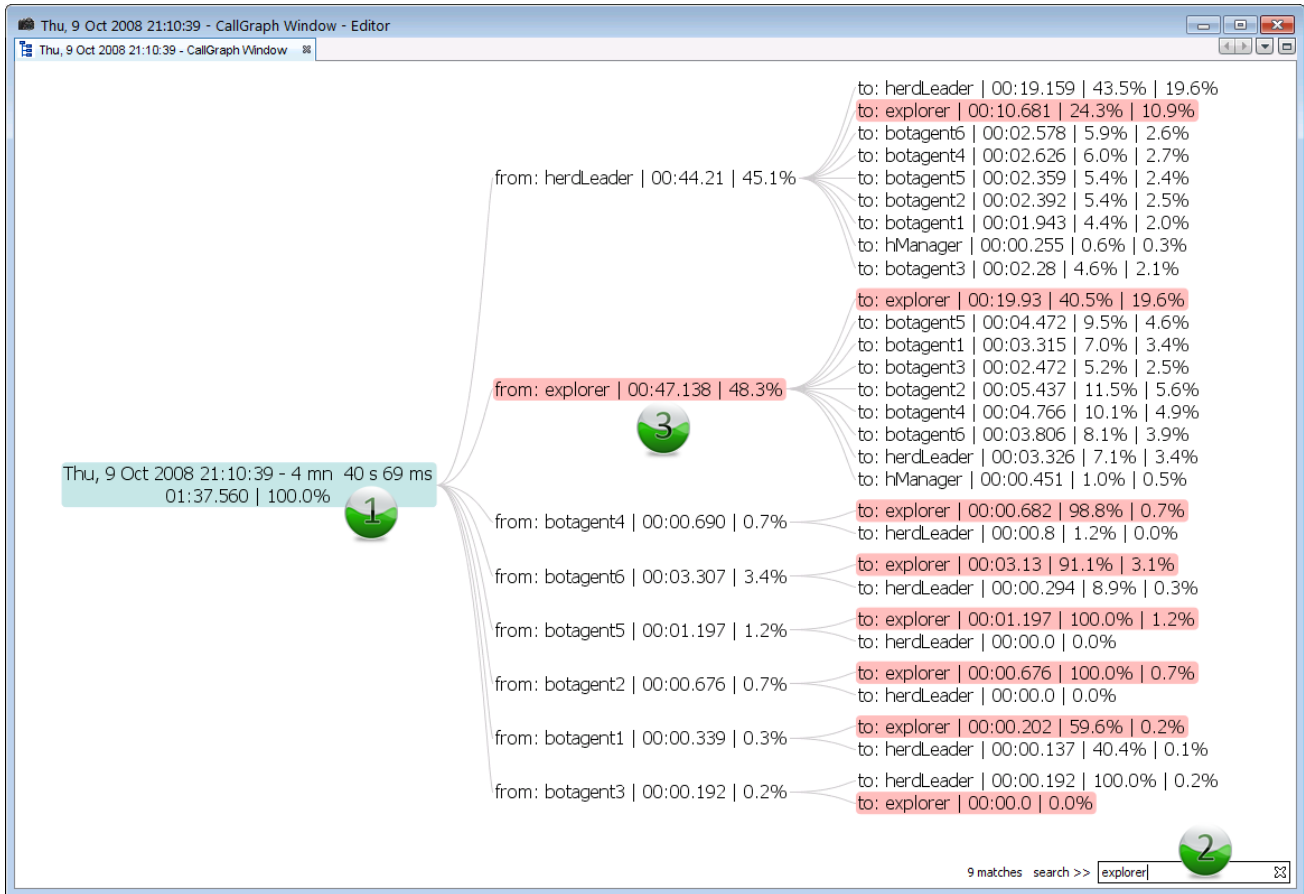 Thu, 9 Oct 2008 21:10:39 - CallGraph Window - Editor
Thu, 9 Oct 2008 21:10:39 - CallGraph Window
Thu, 9 Oct 2008 21:10:39 - 4 mn 40 s 69 ms
01:37.560 | 100.0%
1
from: herdLeader | 00:44.21 | 45.1%
to: herdLeader | 00:19.159 | 43.5% | 19.6%
to: explorer | 00:10.681 | 24.3% | 10.9%
to: botagent6 | 00:02.578 | 5.9% | 2.6%
to: botagent4 | 00:02.626 | 6.0% | 2.7%
to: botagent5 | 00:02.359 | 5.4% | 2.4%
to: botagent2 | 00:02.392 | 5.4% | 2.5%
to: botagent1 | 00:01.943 | 4.4% | 2.0%
to: hManager | 00:00.255 | 0.6% | 0.3%
to: botagent3 | 00:02.28 | 4.6% | 2.1%
from: explorer | 00:47.138 | 48.3%
3
to: explorer | 00:19.93 | 40.5% | 19.6%
to: botagent5 | 00:04.472 | 9.5% | 4.6%
to: botagent1 | 00:03.315 | 7.0% | 3.4%
to: botagent3 | 00:02.472 | 5.2% | 2.5%
to: botagent2 | 00:05.437 | 11.5% | 5.6%
to: botagent4 | 00:04.766 | 10.1% | 4.9%
to: botagent6 | 00:03.806 | 8.1% | 3.9%
to: herdLeader | 00:03.326 | 7.1% | 3.4%
to: hManager | 00:00.451 | 1.0% | 0.5%
from: botagent4 | 00:00.690 | 0.7%
to: explorer | 00:00.682 | 98.8% | 0.7%
to: herdLeader | 00:00.8 | 1.2% | 0.0%
from: botagent6 | 00:03.307 | 3.4%
to: explorer | 00:03.13 | 91.1% | 3.1%
to: herdLeader | 00:00.294 | 8.9% | 0.3%
from: botagent5 | 00:01.197 | 1.2%
to: explorer | 00:01.197 | 100.0% | 1.2%
to: herdLeader | 00:00.0 | 0.0%
from: botagent2 | 00:00.676 | 0.7%
to: explorer | 00:00.676 | 100.0% | 0.7%
to: herdLeader | 00:00.0 | 0.0%
from: botagent1 | 00:00.339 | 0.3%
to: explorer | 00:00.202 | 59.6% | 0.2%
to: herdLeader | 00:00.137 | 40.4% | 0.1%
from: botagent3 | 00:00.192 | 0.2%
to: herdLeader | 00:00.192 | 100.0% | 0.2%
to: explorer | 00:00.0 | 0.0%
2
9 matches search >> explorer